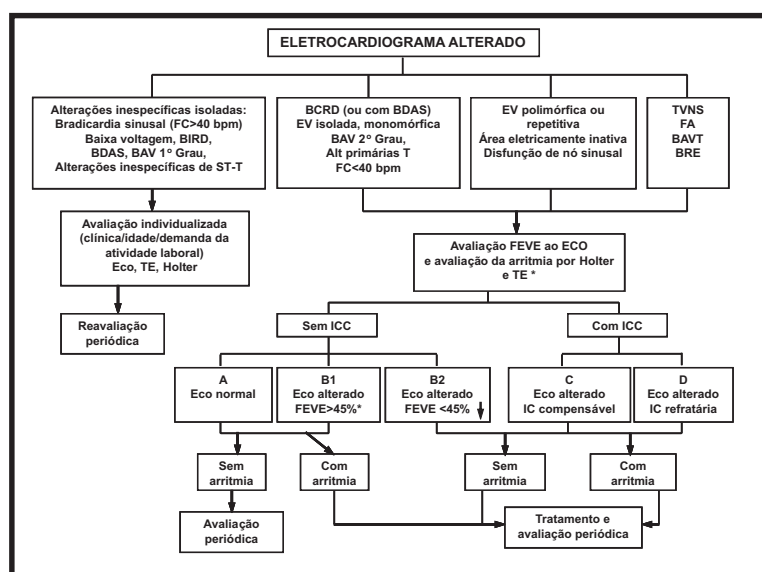 ELETROCARDIOGRAMA ALTERADO
Alterações inespecíficas isoladas:
Bradicardia sinusal (FC>40 bpm)
Baixa voltagem, BIRD,
BDAS, BAV 1º Grau,
Alterações inespecíficas de ST-T
BCRD (ou com BDAS)
EV isolada, monomórfica
BAV 2º Grau,
Alt primárias T
FC<40 bpm
EV polimórfica ou
repetitiva
Área eletricamente inativa
Disfunção de nó sinusal
TVNS
FA
BAVT
BRE
Avaliação individualizada
(clínica/idade/demanda da
atividade laboral)
Eco, TE, Holter
Avaliação FEVE ao ECO
e avaliação da arritmia por Holter
e TE *
Reavaliação
periódica
Sem ICC
Com ICC
A
Eco normal
B1
Eco alterado
FEVE>45%*
B2
Eco alterado
FEVE <45%
C
Eco alterado
IC compensável
D
Eco alterado
IC refratária
Sem
arritmia
Com
arritmia
Sem
arritmia
Com
arritmia
Avaliação
periódica
Tratamento e
avaliação periódica